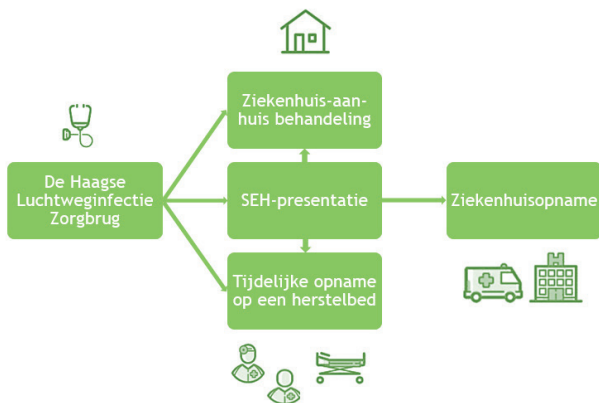 Ziekenhuis-aan-
huis behandeling
De Haagse
Luchtweginfectie
Zorgbrug
SEH-presentatie
Ziekenhuisopname
Tijdelijke opname
op een herstelbed